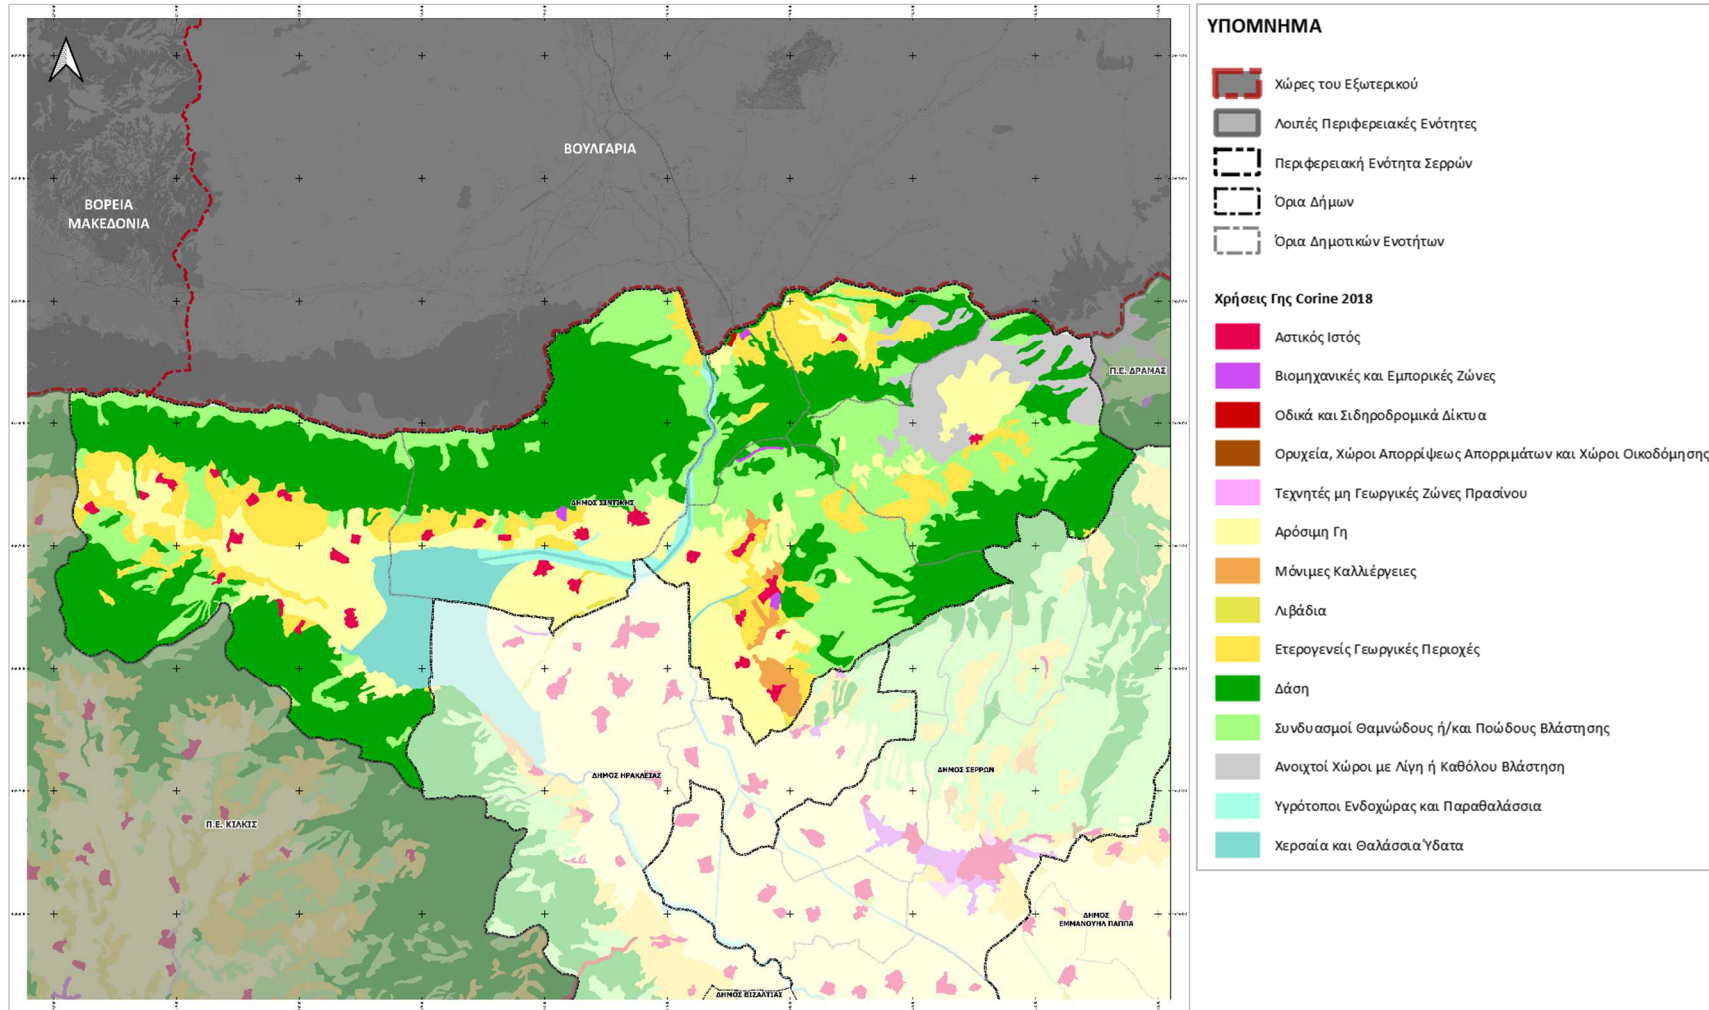 ΒΟΥΛΓΑΡΙΑ
ΒΟΡΕΙΑ
ΜΑΚΕΔΟΝΙΑ
Π.Ε. ΔΡΑΜΑΣ
ΔΗΜΟΣ ΣΙΝΤΙΚΗΣ
ΔΗΜΟΣ ΗΡΑΚΛΕΙΑΣ
ΔΗΜΟΣ ΣΕΡΡΩΝ
Π.Ε. ΚΙΛΚΙΣ
ΔΗΜΟΣ
ΕΜΜΑΝΟΥΗΛ ΠΑΠΠΑ
ΔΗΜΟΣ ΒΙΣΑΛΤΙΑΣ
ΥΠΟΜΝΗΜΑ
Χώρες του Εξωτερικού
Λοιπές Περιφερειακές Ενότητες
Περιφερειακή Ενότητα Σερρών
Όρια Δήμων
Όρια Δημοτικών Ενοτήτων
Χρήσεις Γης Corine 2018
Αστικός Ιστός
Βιομηχανικές και Εμπορικές Ζώνες
Οδικά και Σιδηροδρομικά Δίκτυα
Ορυχεία, Χώροι Απορρίψεως Απορριμάτων και Χώροι Οικοδόμησης
Τεχνητές μη Γεωργικές Ζώνες Πρασίνου
Αρόσιμη Γη
Μόνιμες Καλλιέργειες
Λιβάδια
Ετερογενείς Γεωργικές Περιοχές
Δάση
Συνδυασμοί Θαμνώδους ή/και Ποώδους Βλάστησης
Ανοιχτοί Χώροι με Λίγη ή Καθόλου Βλάστηση
Υγρότοποι Ενδοχώρας και Παραθαλάσσια
Χερσαία και Θαλάσσια Ύδατα